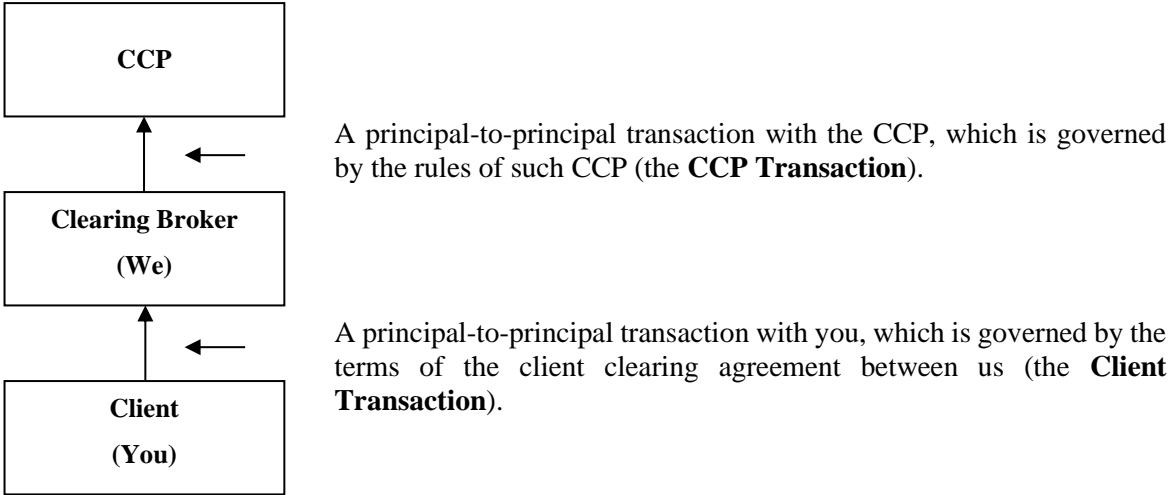 CCP
A principal-to-principal transaction with the CCP, which is governed
by the rules of such CCP (the CCP Transaction).
Clearing Broker
(We)
A principal-to-principal transaction with you, which is governed by the
terms of the client clearing agreement between us (the Client
Transaction).
Client
(You)